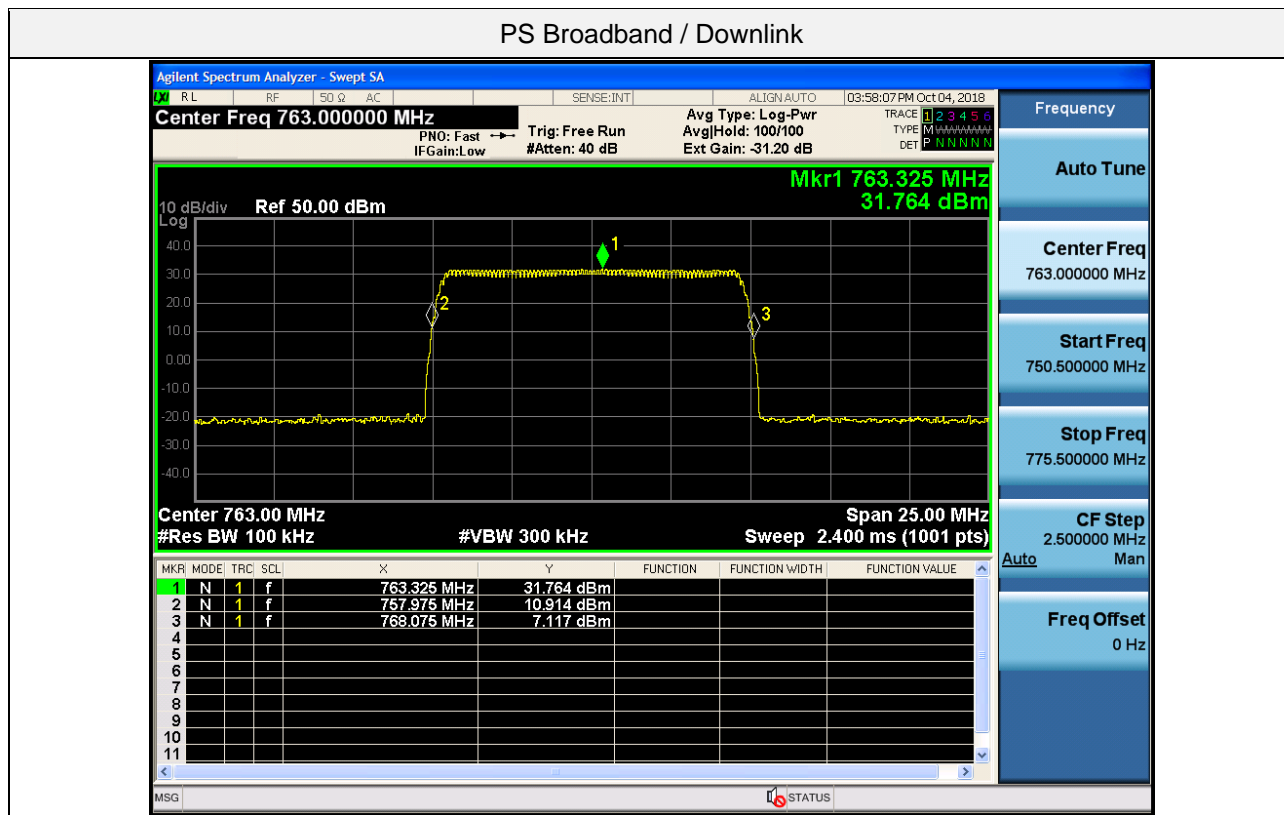 PS Broadband / Downlink
Agilent Spectrum Analyzer - Swept SA
LXI RL RF 50 Ω AC SENSE:INT ALIGN AUTO 03:58:07 PM Oct 04, 2018
Center Freq 763.000000 MHz
PNO: Fast
IFGain:Low
Trig: Free Run
#Atten: 40 dB
Avg Type: Log-Pwr
Avg|Hold: 100/100
Ext Gain: -31.20 dB
TRACE 1 2 3 4 5 6
TYPE M WWWWW
DET P N N N N N
Mkr1 763.325 MHz
31.764 dBm
10 dB/div Ref 50.00 dBm
Log
40.0
30.0
20.0
10.0
0.00
-10.0
-20.0
-30.0
-40.0
1
2
3
Center 763.00 MHz Span 25.00 MHz
#Res BW 100 kHz #VBW 300 kHz Sweep 2.400 ms (1001 pts)
MKR MODE TRC SCL X Y FUNCTION FUNCTION WIDTH FUNCTION VALUE
1 N 1 f 763.325 MHz 31.764 dBm
2 N 1 f 757.975 MHz 10.914 dBm
3 N 1 f 768.075 MHz 7.117 dBm
4
5
6
7
8
9
10
11
MSG STATUS
Frequency
Auto Tune
Center Freq
763.000000 MHz
Start Freq
750.500000 MHz
Stop Freq
775.500000 MHz
CF Step
2.500000 MHz
Auto Man
Freq Offset
0 Hz